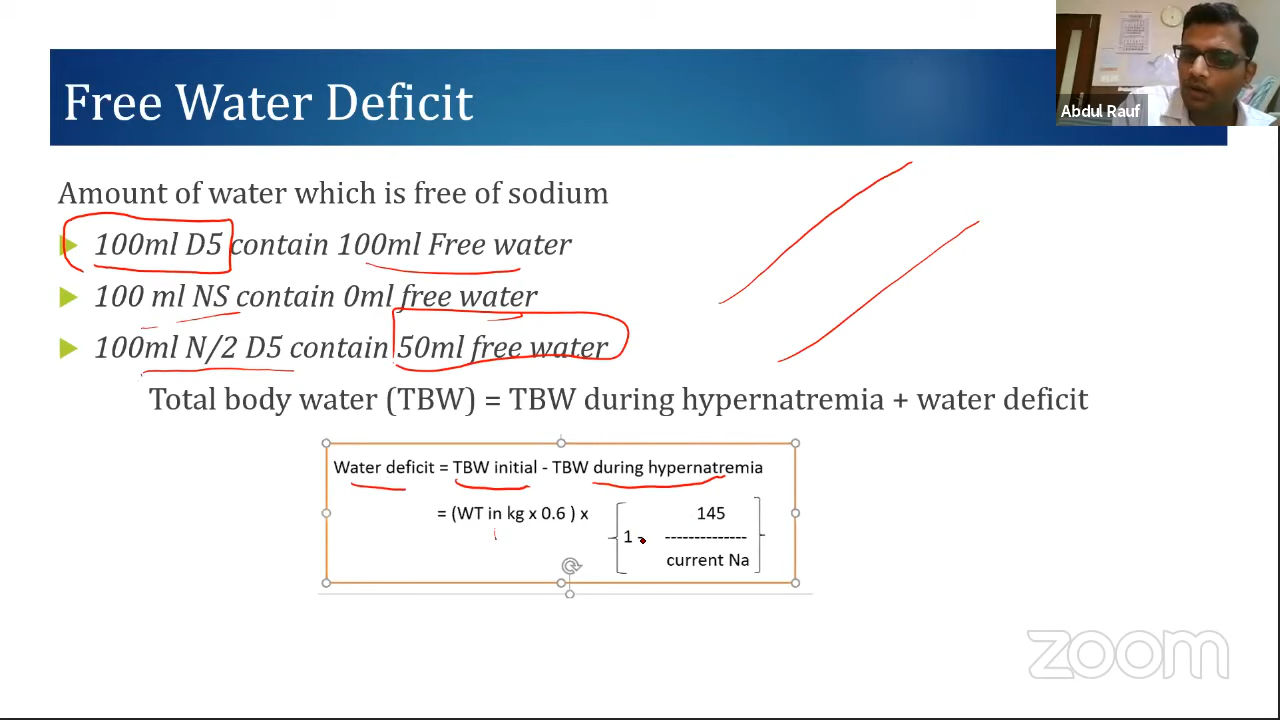 Abdul Rauf
Free Water Deficit
Amount of water which is free of sodium
100ml D5 contain 100ml Free water
100 ml NS contain 0ml free water
100ml N/2 D5 contain 50ml free water
Total body water (TBW) = TBW during hypernatremia + water deficit
Water deficit = TBW initial - TBW during hypernatremia
= (WT in kg x 0.6 ) x
145
1 - --------------
current Na
zoom